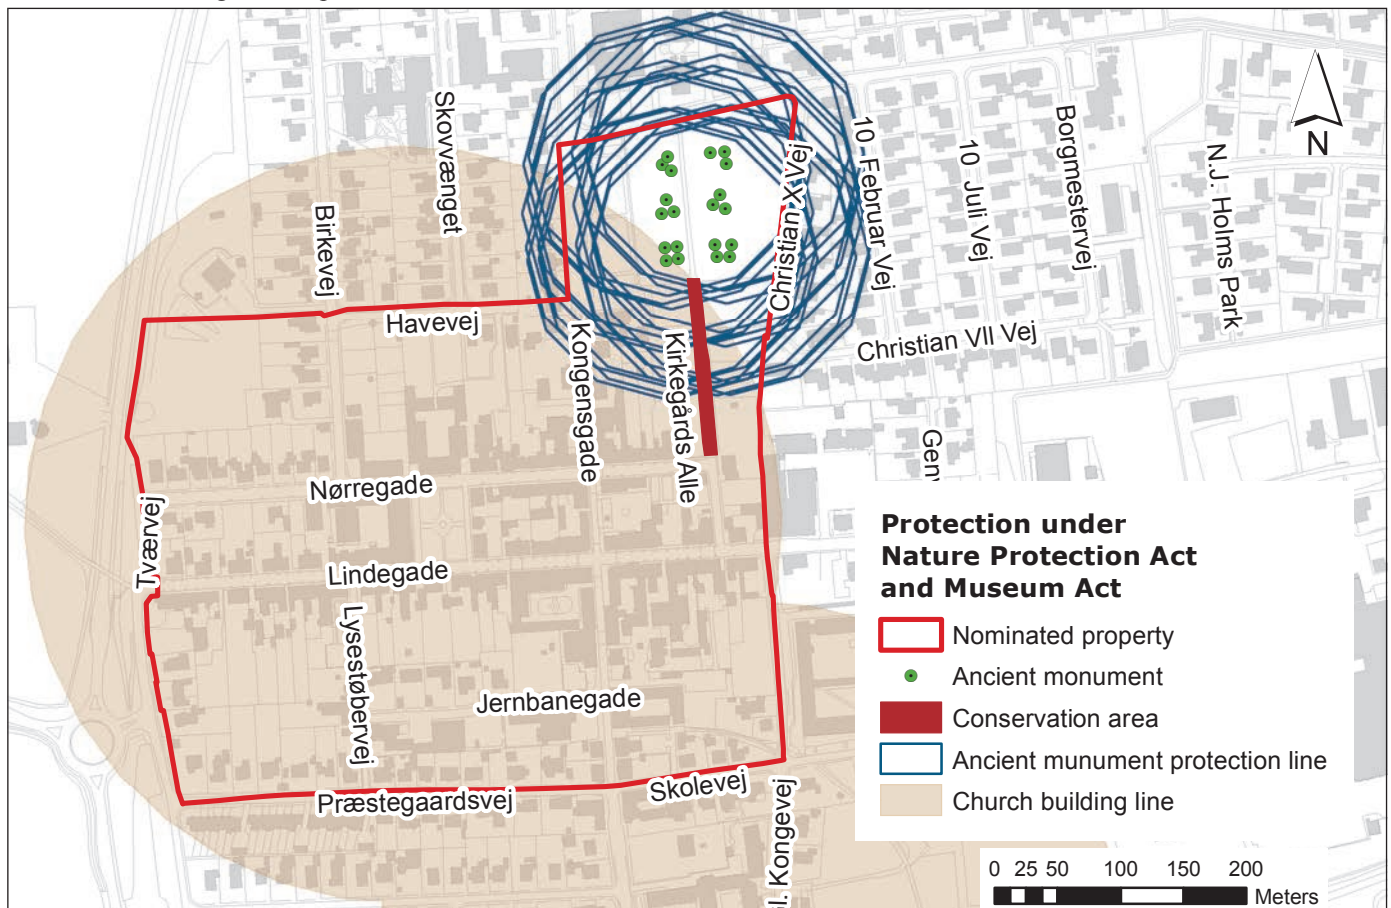 Skovvænget
Birkevej
Havevej
Kongensgade
Kirkegårds Alle
Christian X Vej
10 Februar Vej
10 Juli Vej
Borgmestervej
N.J. Holms Park
Christian VII Vej
Nørregade
Tværvej
Lindegade
Lysestøbervej
Jernbanegade
Præstegaardsvej
Skolevej
l. Kongevej
N
Protection under
Nature Protection Act
and Museum Act
Nominated property
Ancient monument
Conservation area
Ancient munument protection line
Church building line
0 25 50 100 150 200
Meters